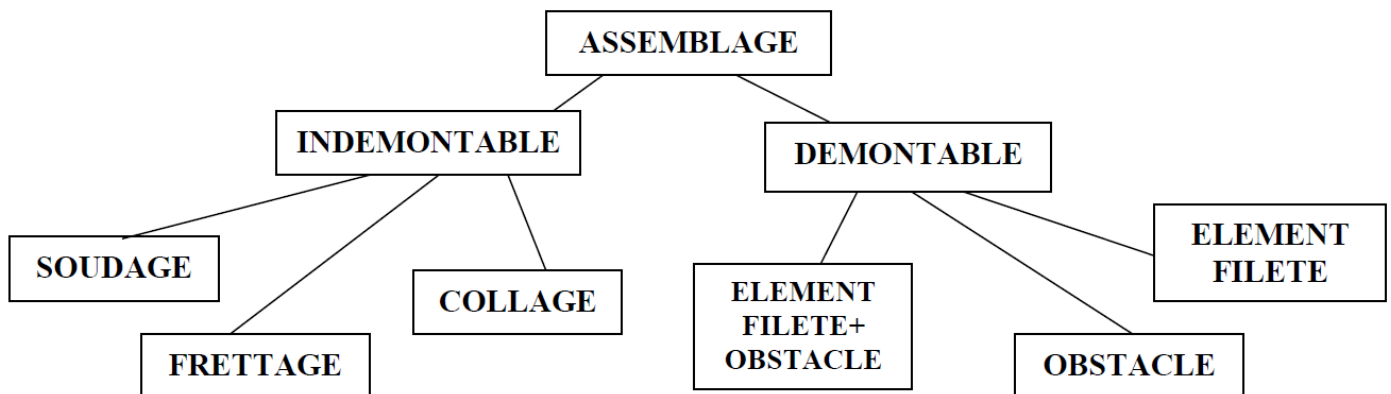 ASSEMBLAGE
INDEMONTABLE
DEMONTABLE
SOUDAGE
FRETTAGE
COLLAGE
ELEMENT
FILETE+
OBSTACLE
OBSTACLE
ELEMENT
FILETE